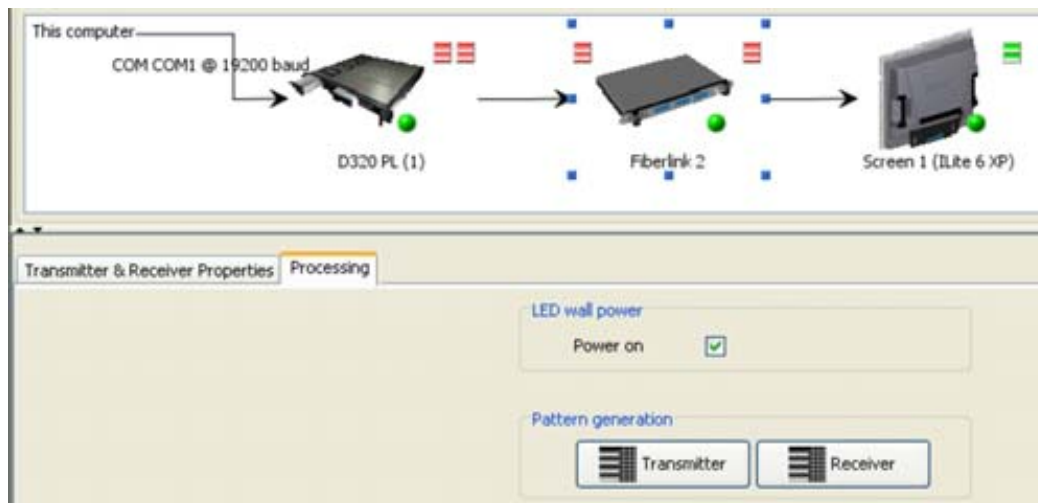 This computer
COM COM1 @ 19200 baud
D320 PL (1)
Fiberlink 2
Screen 1 (ILite 6 XP)
Transmitter & Receiver Properties
Processing
LED wall power
Power on
Pattern generation
Transmitter
Receiver